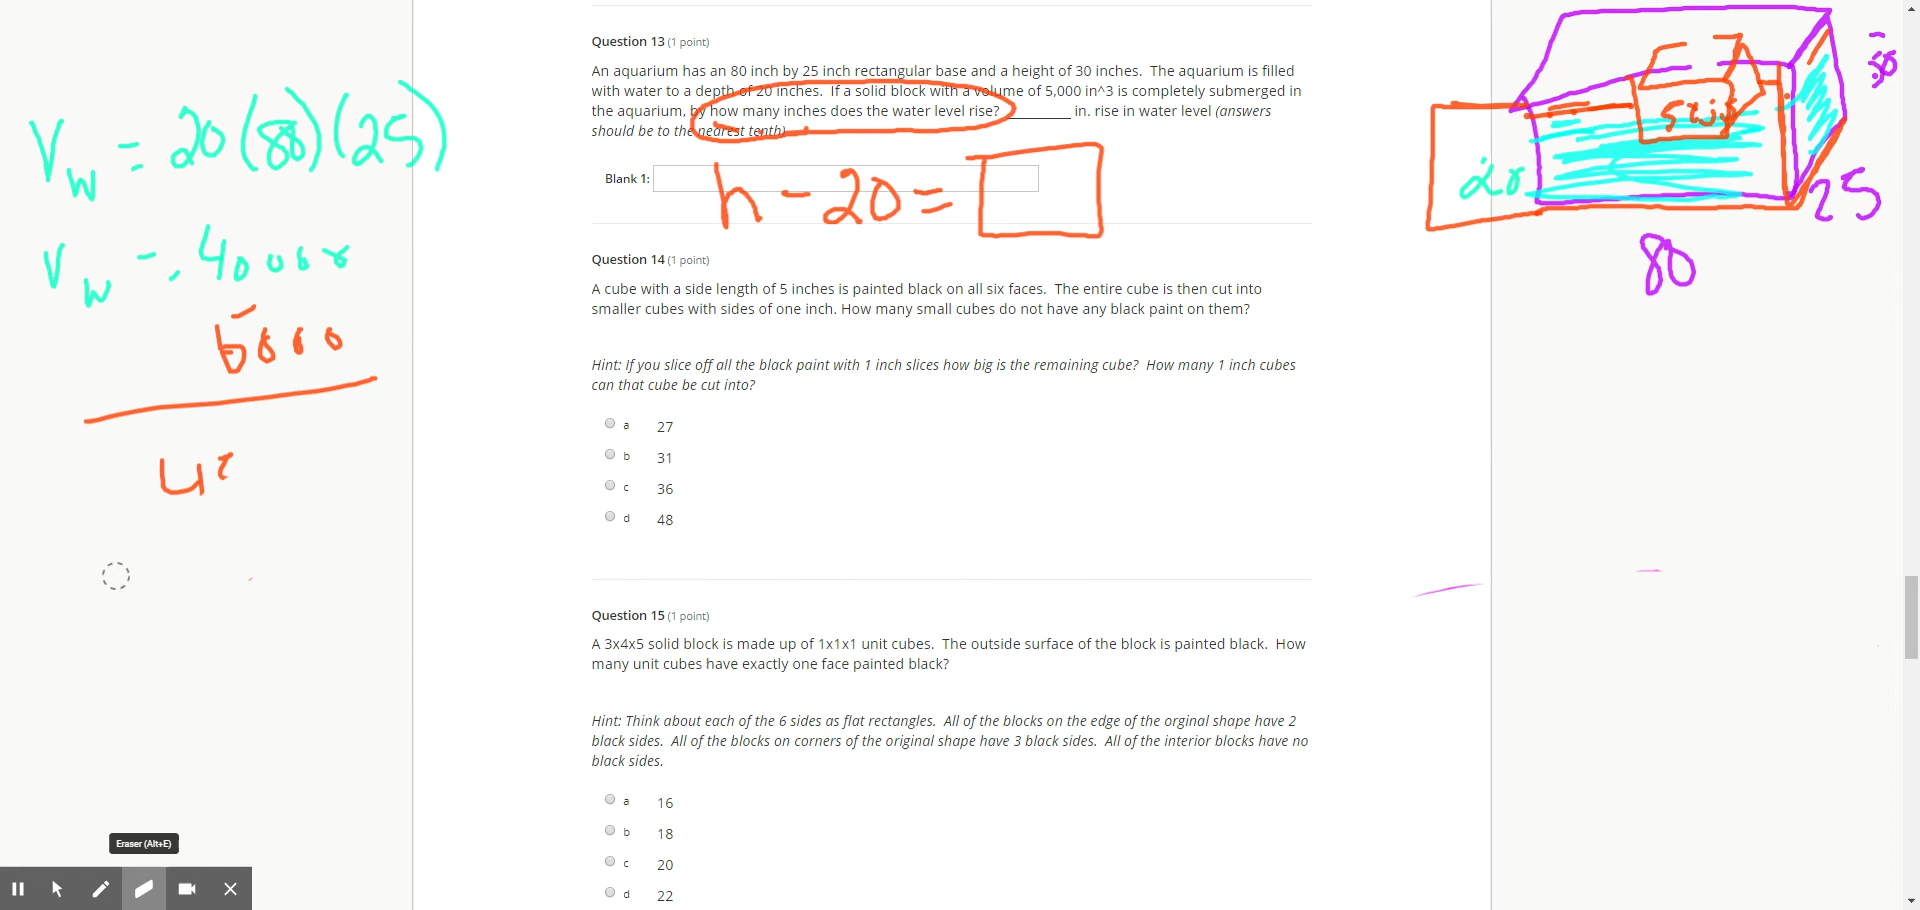 Question 13 (1 point)
An aquarium has an 80 inch by 25 inch rectangular base and a height of 30 inches. The aquarium is filled
with water to a depth of 20 inches. If a solid block with a volume of 5,000 in^3 is completely submerged in
the aquarium, by how many inches does the water level rise? __________ in. rise in water level (answers
should be to the nearest tenth)
Blank 1:
h - 20 =
Vw = 20(80)(25)
Vw = 40000
5000
4
20
80
25
30
Question 14 (1 point)
A cube with a side length of 5 inches is painted black on all six faces. The entire cube is then cut into
smaller cubes with sides of one inch. How many small cubes do not have any black paint on them?
Hint: If you slice off all the black paint with 1 inch slices how big is the remaining cube? How many 1 inch cubes
can that cube be cut into?
a 27
b 31
c 36
d 48
Question 15 (1 point)
A 3x4x5 solid block is made up of 1x1x1 unit cubes. The outside surface of the block is painted black. How
many unit cubes have exactly one face painted black?
Hint: Think about each of the 6 sides as flat rectangles. All of the blocks on the edge of the orginal shape have 2
black sides. All of the blocks on corners of the original shape have 3 black sides. All of the interior blocks have no
black sides.
a 16
b 18
c 20
d 22
Eraser (Alt+E)